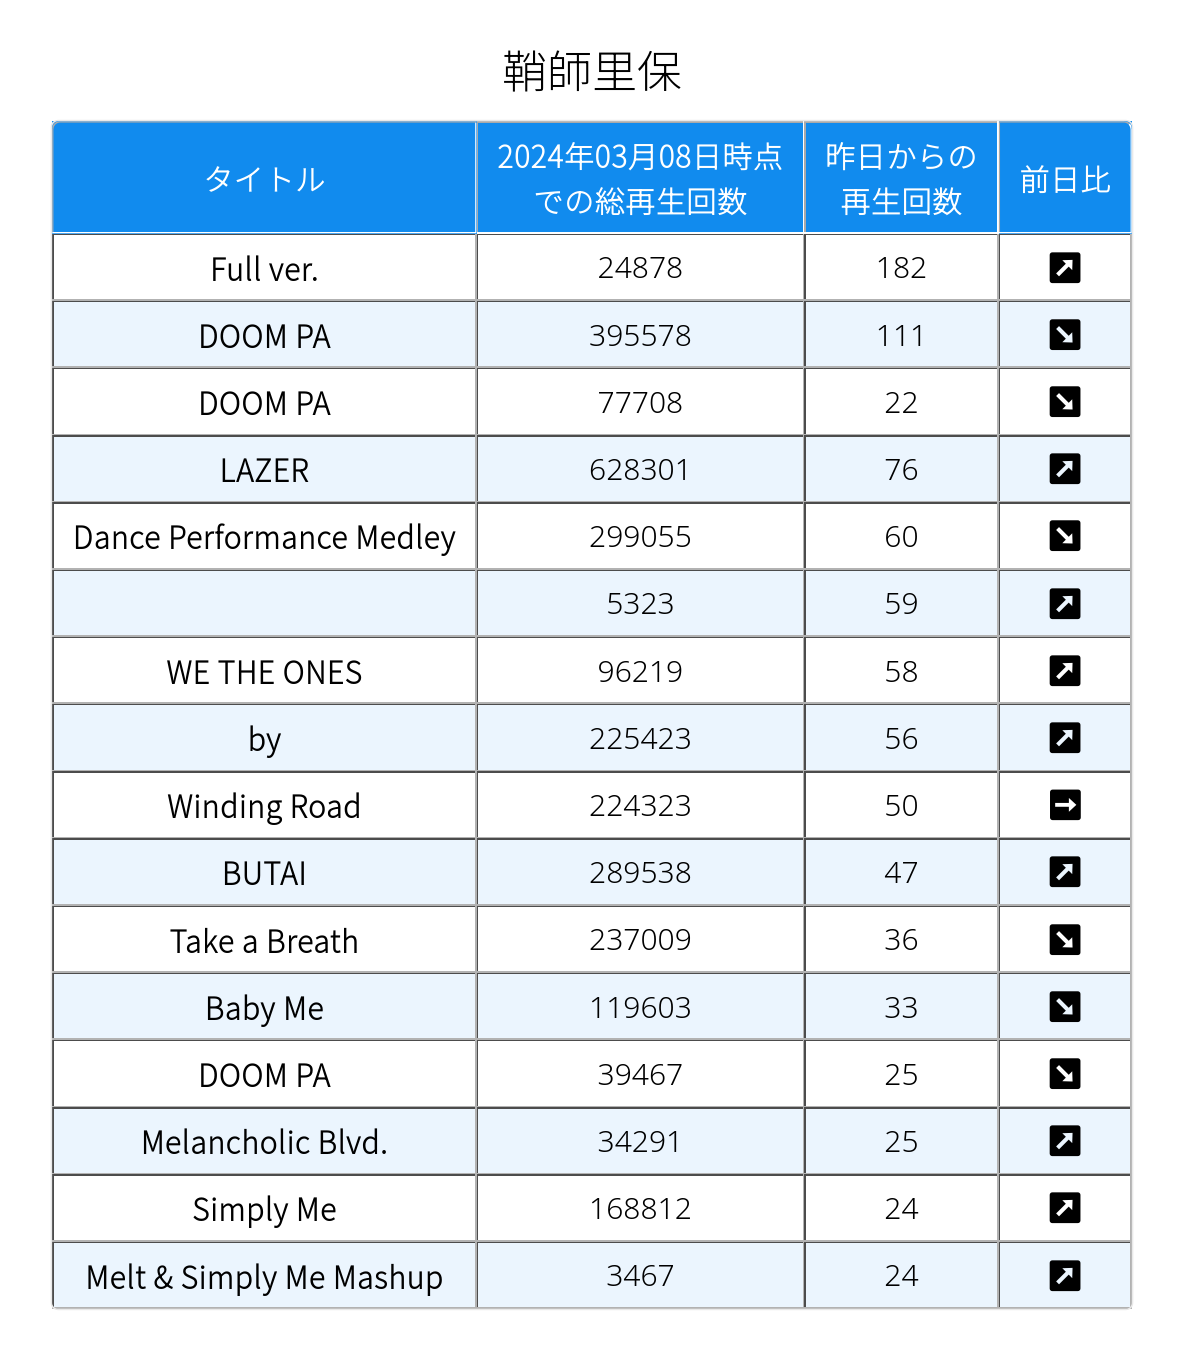 鞘師里保
タイトル
2024年03月08日時点
での総再生回数
昨日からの
再生回数
前日比
Full ver. 24878 182 ↗
DOOM PA 395578 111 ↘
DOOM PA 77708 22 ↘
LAZER 628301 76 ↗
Dance Performance Medley 299055 60 ↘
5323 59 ↗
WE THE ONES 96219 58 ↗
by 225423 56 ↗
Winding Road 224323 50 →
BUTAI 289538 47 ↗
Take a Breath 237009 36 ↘
Baby Me 119603 33 ↘
DOOM PA 39467 25 ↘
Melancholic Blvd. 34291 25 ↗
Simply Me 168812 24 ↗
Melt & Simply Me Mashup 3467 24 ↗